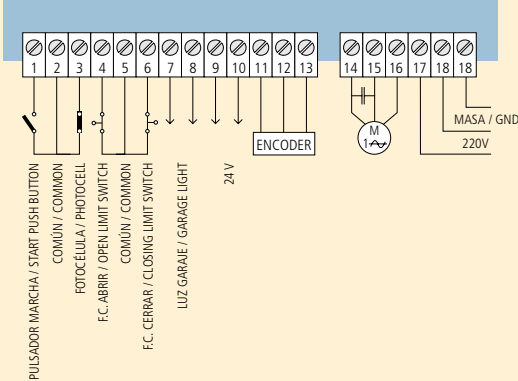 1 2 3 4 5 6 7 8 9 10 11 12 13
14 15 16 17 18 18
M
1
ENCODER
MASA / GND
220V
PULSADOR MARCHA / START PUSH BUTTON
COMÚN / COMMON
FOTOCÉLULA / PHOTOCELL
F.C. ABRIR / OPEN LIMIT SWITCH
COMÚN / COMMON
F.C. CERRAR / CLOSING LIMIT SWITCH
LUZ GARAJE / GARAGE LIGHT
24 V